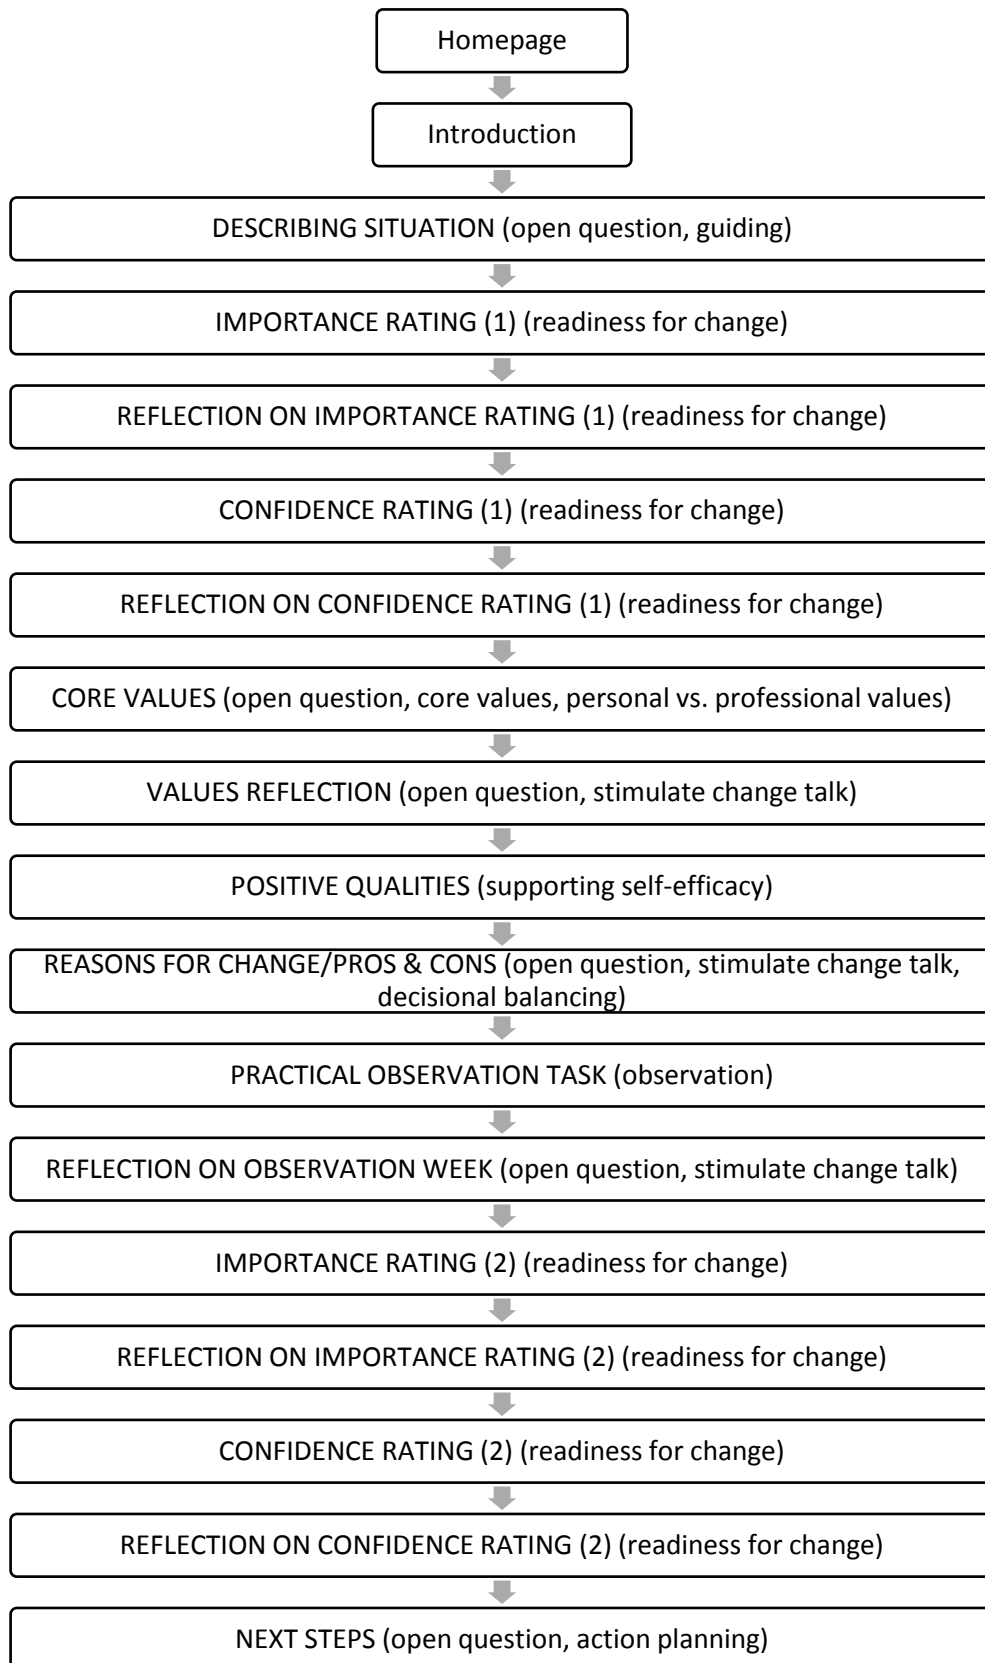 Homepage
Introduction
DESCRIBING SITUATION (open question, guiding)
IMPORTANCE RATING (1) (readiness for change)
REFLECTION ON IMPORTANCE RATING (1) (readiness for change)
CONFIDENCE RATING (1) (readiness for change)
REFLECTION ON CONFIDENCE RATING (1) (readiness for change)
CORE VALUES (open question, core values, personal vs. professional values)
VALUES REFLECTION (open question, stimulate change talk)
POSITIVE QUALITIES (supporting self-efficacy)
REASONS FOR CHANGE/PROS & CONS (open question, stimulate change talk,
decisional balancing)
PRACTICAL OBSERVATION TASK (observation)
REFLECTION ON OBSERVATION WEEK (open question, stimulate change talk)
IMPORTANCE RATING (2) (readiness for change)
REFLECTION ON IMPORTANCE RATING (2) (readiness for change)
CONFIDENCE RATING (2) (readiness for change)
REFLECTION ON CONFIDENCE RATING (2) (readiness for change)
NEXT STEPS (open question, action planning)